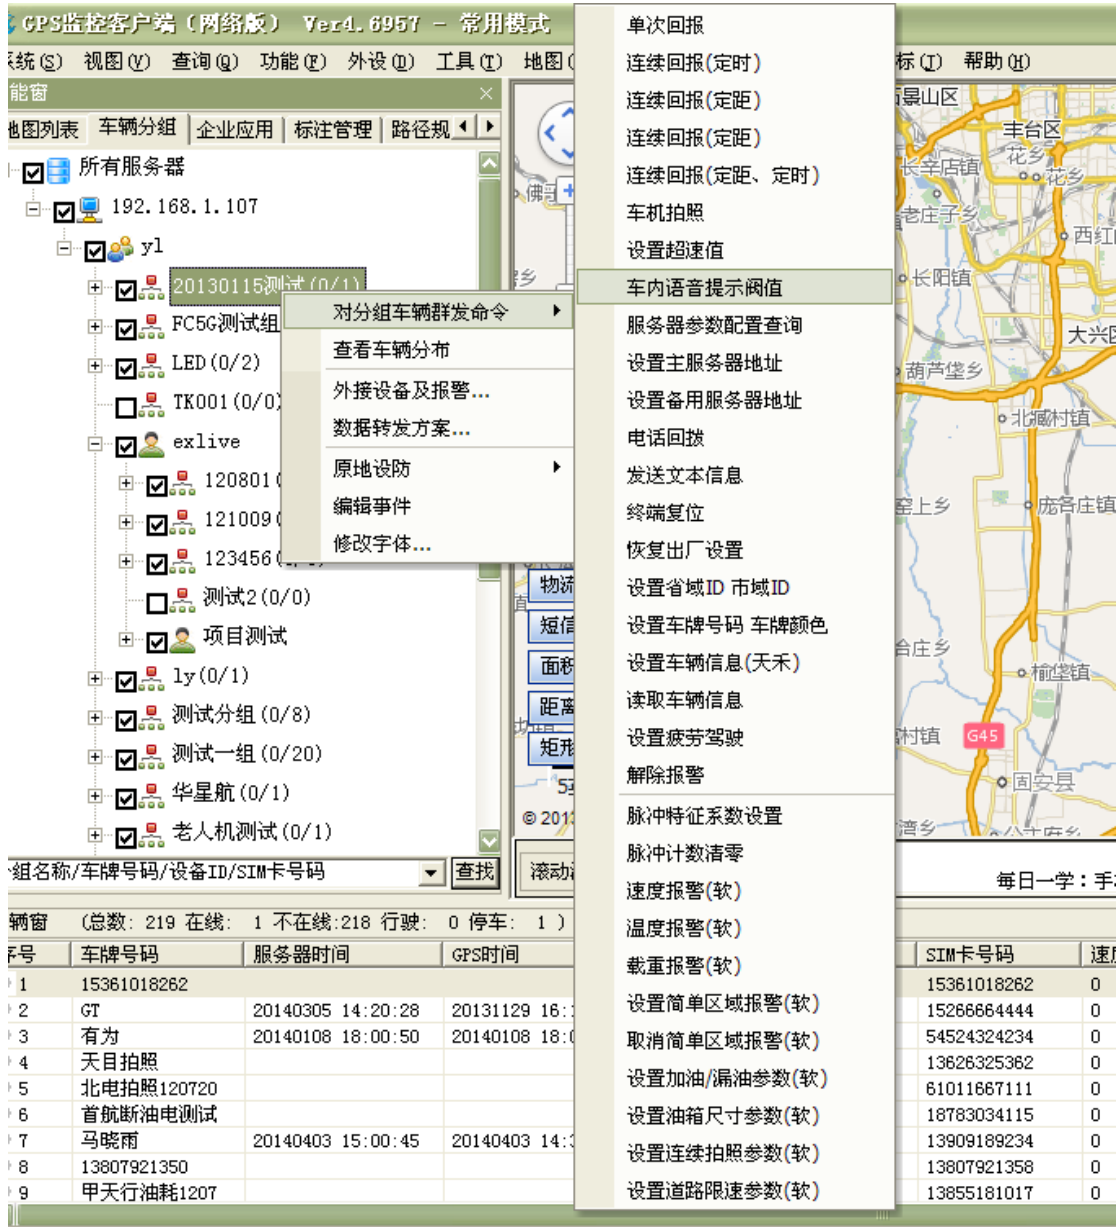 GPS监控客户端（网络版） Ver4.6957 - 常用模式
统(S) 视图(V) 查询(Q) 功能(F) 外设(D) 工具(T) 地图( 标(I) 帮助(H)
能窗
地图列表 车辆分组 企业应用 标注管理 路径规
所有服务器
192.168.1.107
yl
20130115测试(0/1)
FC5G测试组
LED(0/2)
TK001(0/0)
exlive
120801(
121009(
123456(
测试2(0/0)
项目测试
ly(0/1)
测试分组(0/8)
测试一组(0/20)
华星航(0/1)
老人机测试(0/1)
组名称/车牌号码/设备ID/SIM卡号码 查找
对分组车辆群发命令
查看车辆分布
外接设备及报警...
数据转发方案...
原地设防
编辑事件
修改字体...
单次回报
连续回报(定时)
连续回报(定距)
连续回报(定距)
连续回报(定距、定时)
车机拍照
设置超速值
车内语音提示阀值
服务器参数配置查询
设置主服务器地址
设置备用服务器地址
电话回拨
发送文本信息
终端复位
恢复出厂设置
设置省域ID 市域ID
设置车牌号码 车牌颜色
设置车辆信息(天禾)
读取车辆信息
设置疲劳驾驶
解除报警
脉冲特征系数设置
脉冲计数清零
速度报警(软)
温度报警(软)
载重报警(软)
设置简单区域报警(软)
取消简单区域报警(软)
设置加油/漏油参数(软)
设置油箱尺寸参数(软)
设置连续拍照参数(软)
设置道路限速参数(软)
佛
乡
物流
短信
面积
距离
矩形
© 201
滚动
石景山区
丰台区
花乡
花乡
长辛店镇
老庄子乡
西红
长阳镇
大兴区
葫芦垡乡
北臧村镇
窑上乡
庞各庄镇
台庄乡
榆垡镇
村镇
G45
固安县
湾乡
每日一学：手
辆窗 (总数: 219 在线: 1 不在线:218 行驶: 0 停车: 1 )
序号 车牌号码 服务器时间 GPS时间 SIM卡号码 速度
1 15361018262 15361018262 0
2 GT 20140305 14:20:28 20131129 16: 15266664444 0
3 有为 20140108 18:00:50 20140108 18:0 54524324234 0
4 天目拍照 13626325362 0
5 北电拍照120720 61011667111 0
6 首航断油电测试 18783034115 0
7 马晓雨 20140403 15:00:45 20140403 14: 13909189234 0
8 13807921350 13807921358 0
9 甲天行油耗1207 13855181017 0